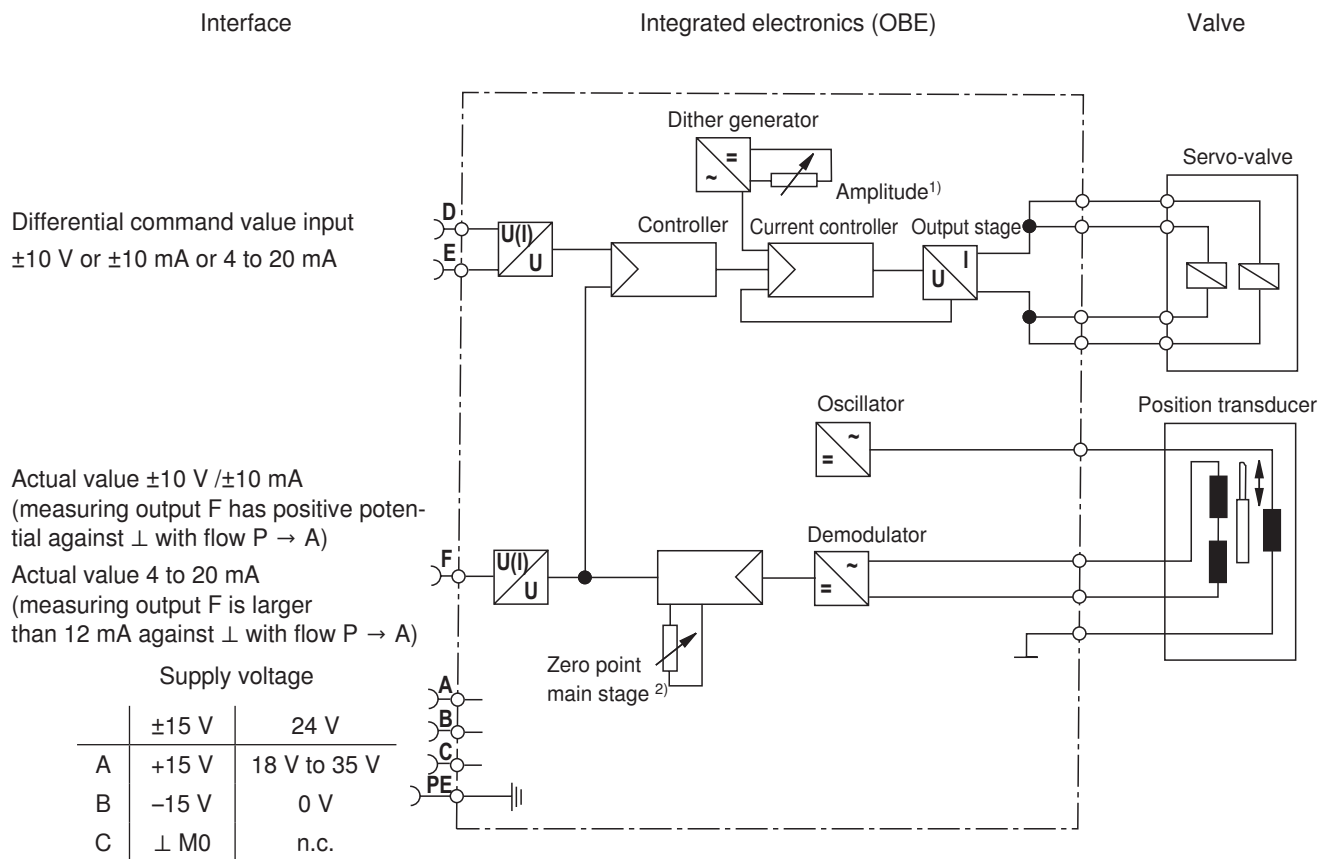 Interface
Integrated electronics (OBE)
Valve
Dither generator
=
~
Amplitude1)
Servo-valve
Differential command value input
±10 V or ±10 mA or 4 to 20 mA
D
E
U(I)
U
Controller
Current controller
Output stage
I
U
Oscillator
~
=
Position transducer
Actual value ±10 V /±10 mA
(measuring output F has positive poten-
tial against ⊥ with flow P → A)
Actual value 4 to 20 mA
(measuring output F is larger
than 12 mA against ⊥ with flow P → A)
F
U(I)
U
Demodulator
~
=
Zero point
main stage 2)
Supply voltage
±15 V 24 V
A +15 V 18 V to 35 V
B –15 V 0 V
C ⊥ M0 n.c.
A
B
C
PE